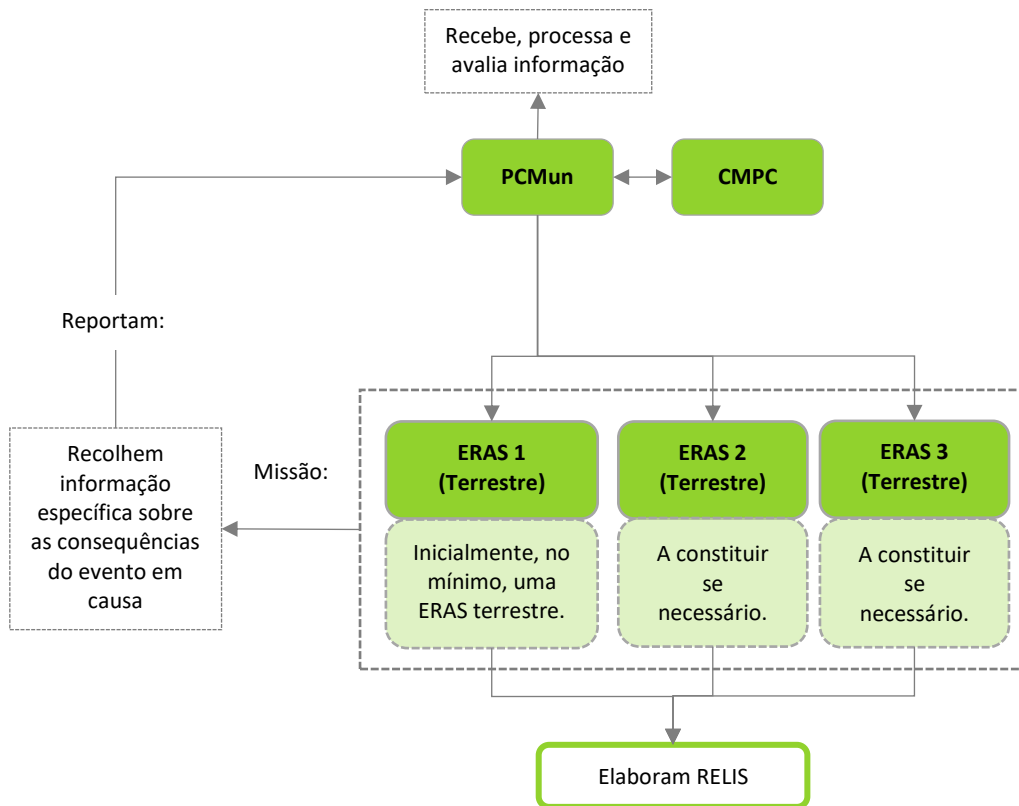 Recebe, processa e
avalia informação
PCMun
CMPC
Reportam:
Recolhem
informação
específica sobre
as consequências
do evento em
causa
Missão:
ERAS 1
(Terrestre)
Inicialmente, no
mínimo, uma
ERAS terrestre.
ERAS 2
(Terrestre)
A constituir
se
necessário.
ERAS 3
(Terrestre)
A constituir
se
necessário.
Elaboram RELIS